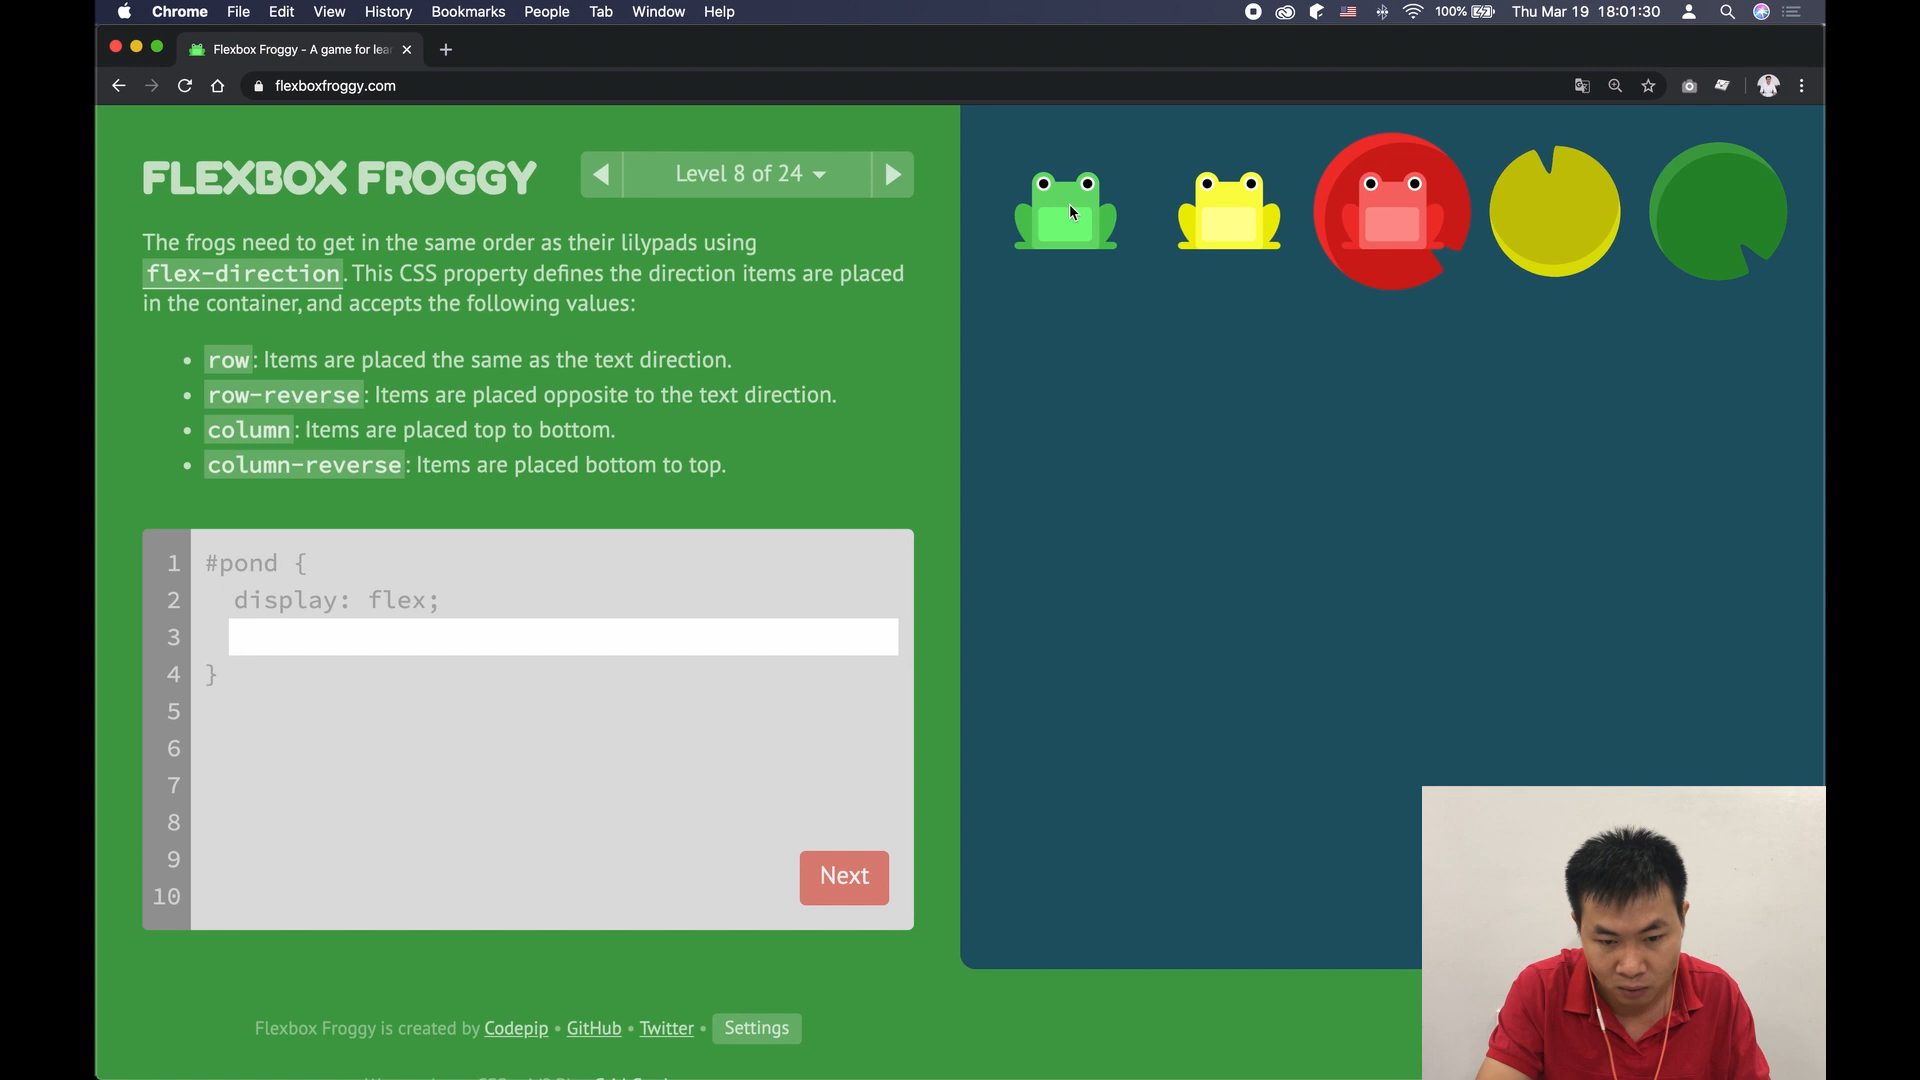 Chrome File Edit View History Bookmarks People Tab Window Help 100% Thu Mar 19 18:01:30
Flexbox Froggy - A game for lea
flexboxfroggy.com
FLEXBOX FROGGY
Level 8 of 24
The frogs need to get in the same order as their lilypads using
flex-direction. This CSS property defines the direction items are placed
in the container, and accepts the following values:
• row: Items are placed the same as the text direction.
• row-reverse: Items are placed opposite to the text direction.
• column: Items are placed top to bottom.
• column-reverse: Items are placed bottom to top.
1 #pond {
2 display: flex;
3
4 }
5
6
7
8
9
10
Next
Flexbox Froggy is created by Codepip • GitHub • Twitter • Settings